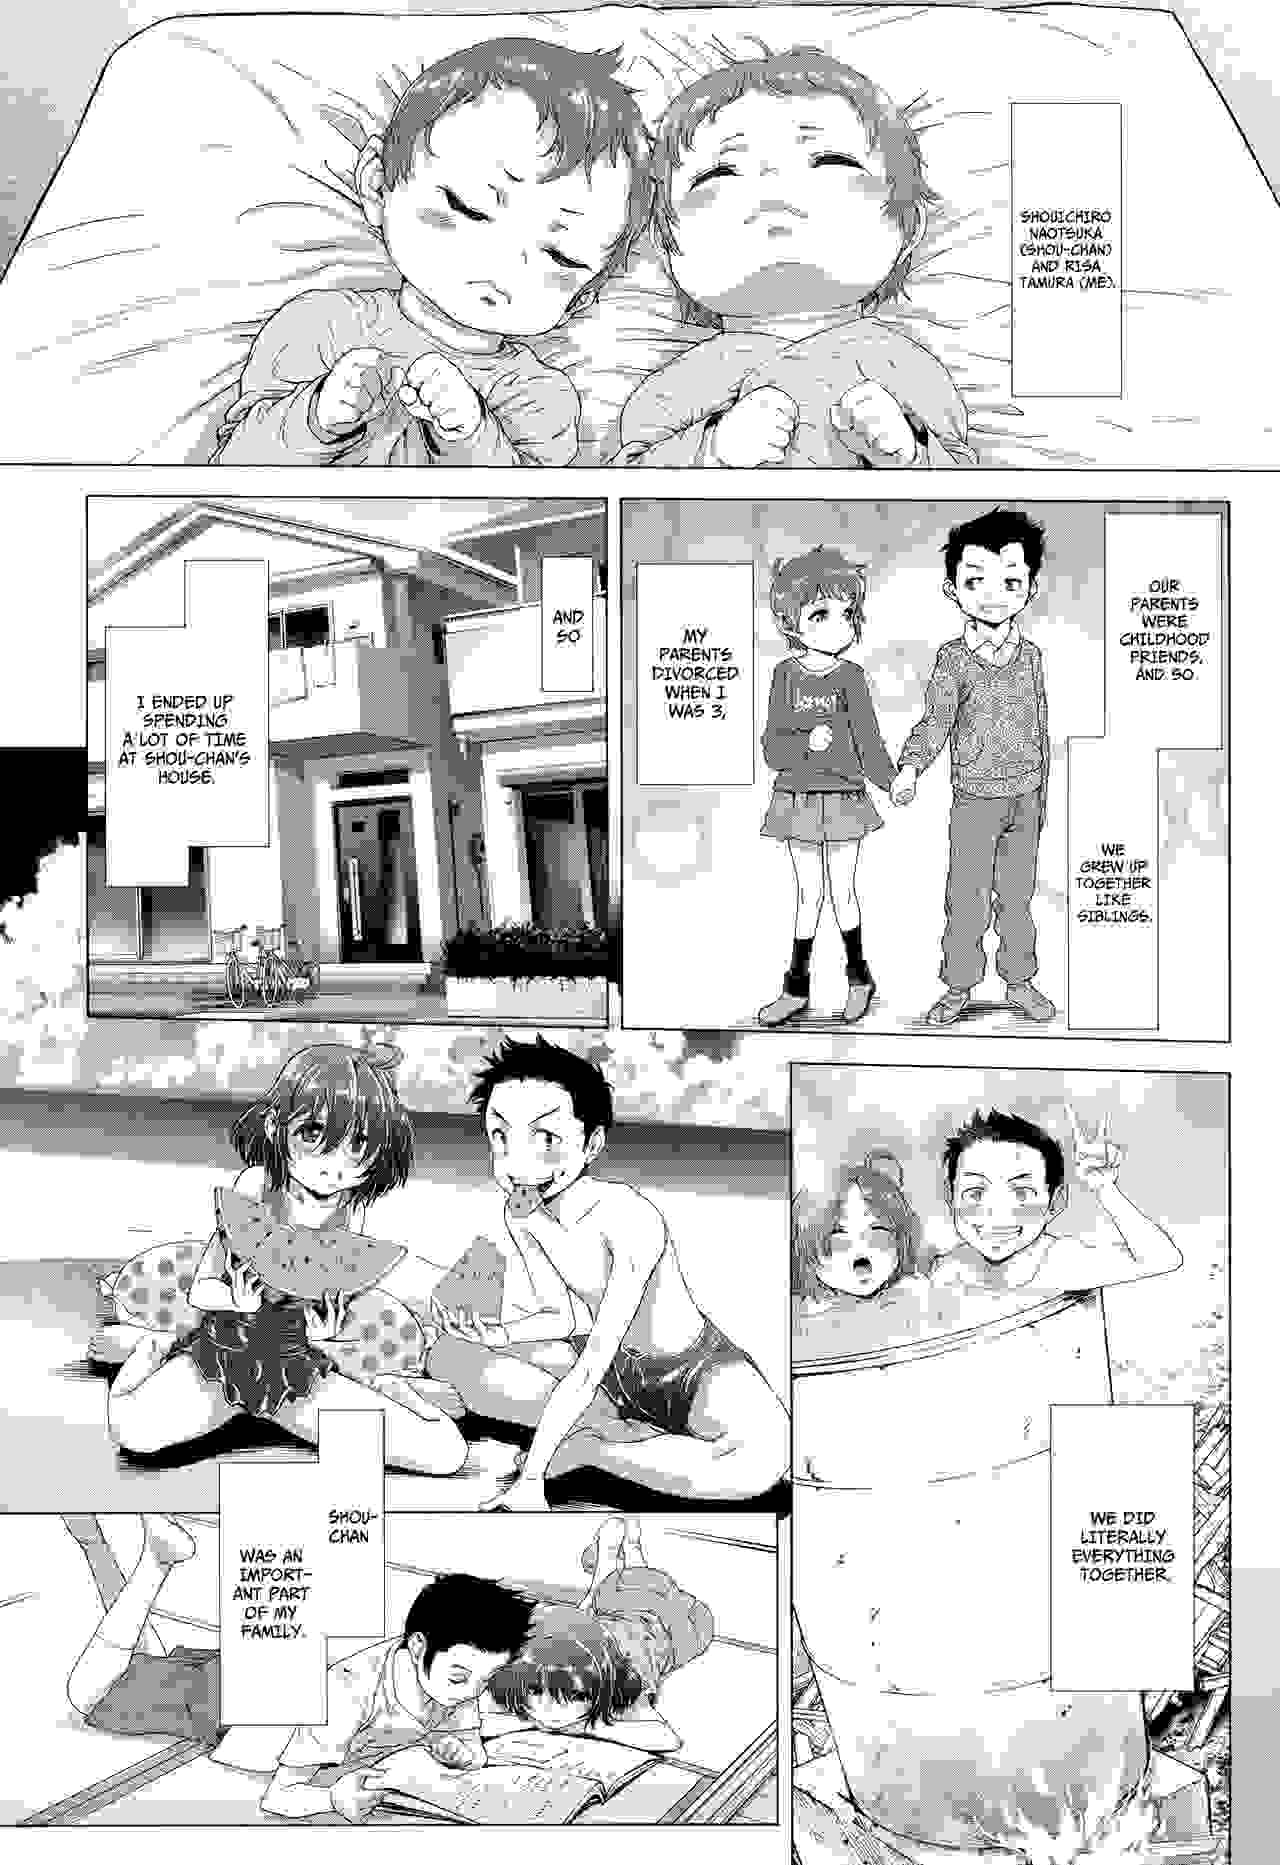 SHOUICHIRO
NAOTSUKA
(SHOU-CHAN)
AND RISA
TAMURA (ME).
OUR
PARENTS
WERE
CHILDHOOD
FRIENDS,
AND SO
WE
GREW UP
TOGETHER
LIKE
SIBLINGS.
MY
PARENTS
DIVORCED
WHEN I
WAS 3,
AND
SO
I ENDED UP
SPENDING
A LOT OF TIME
AT SHOU-CHAN'S
HOUSE.
WE DID
LITERALLY
EVERYTHING
TOGETHER.
SHOU-
CHAN
WAS AN
IMPORT-
ANT PART
OF MY
FAMILY.